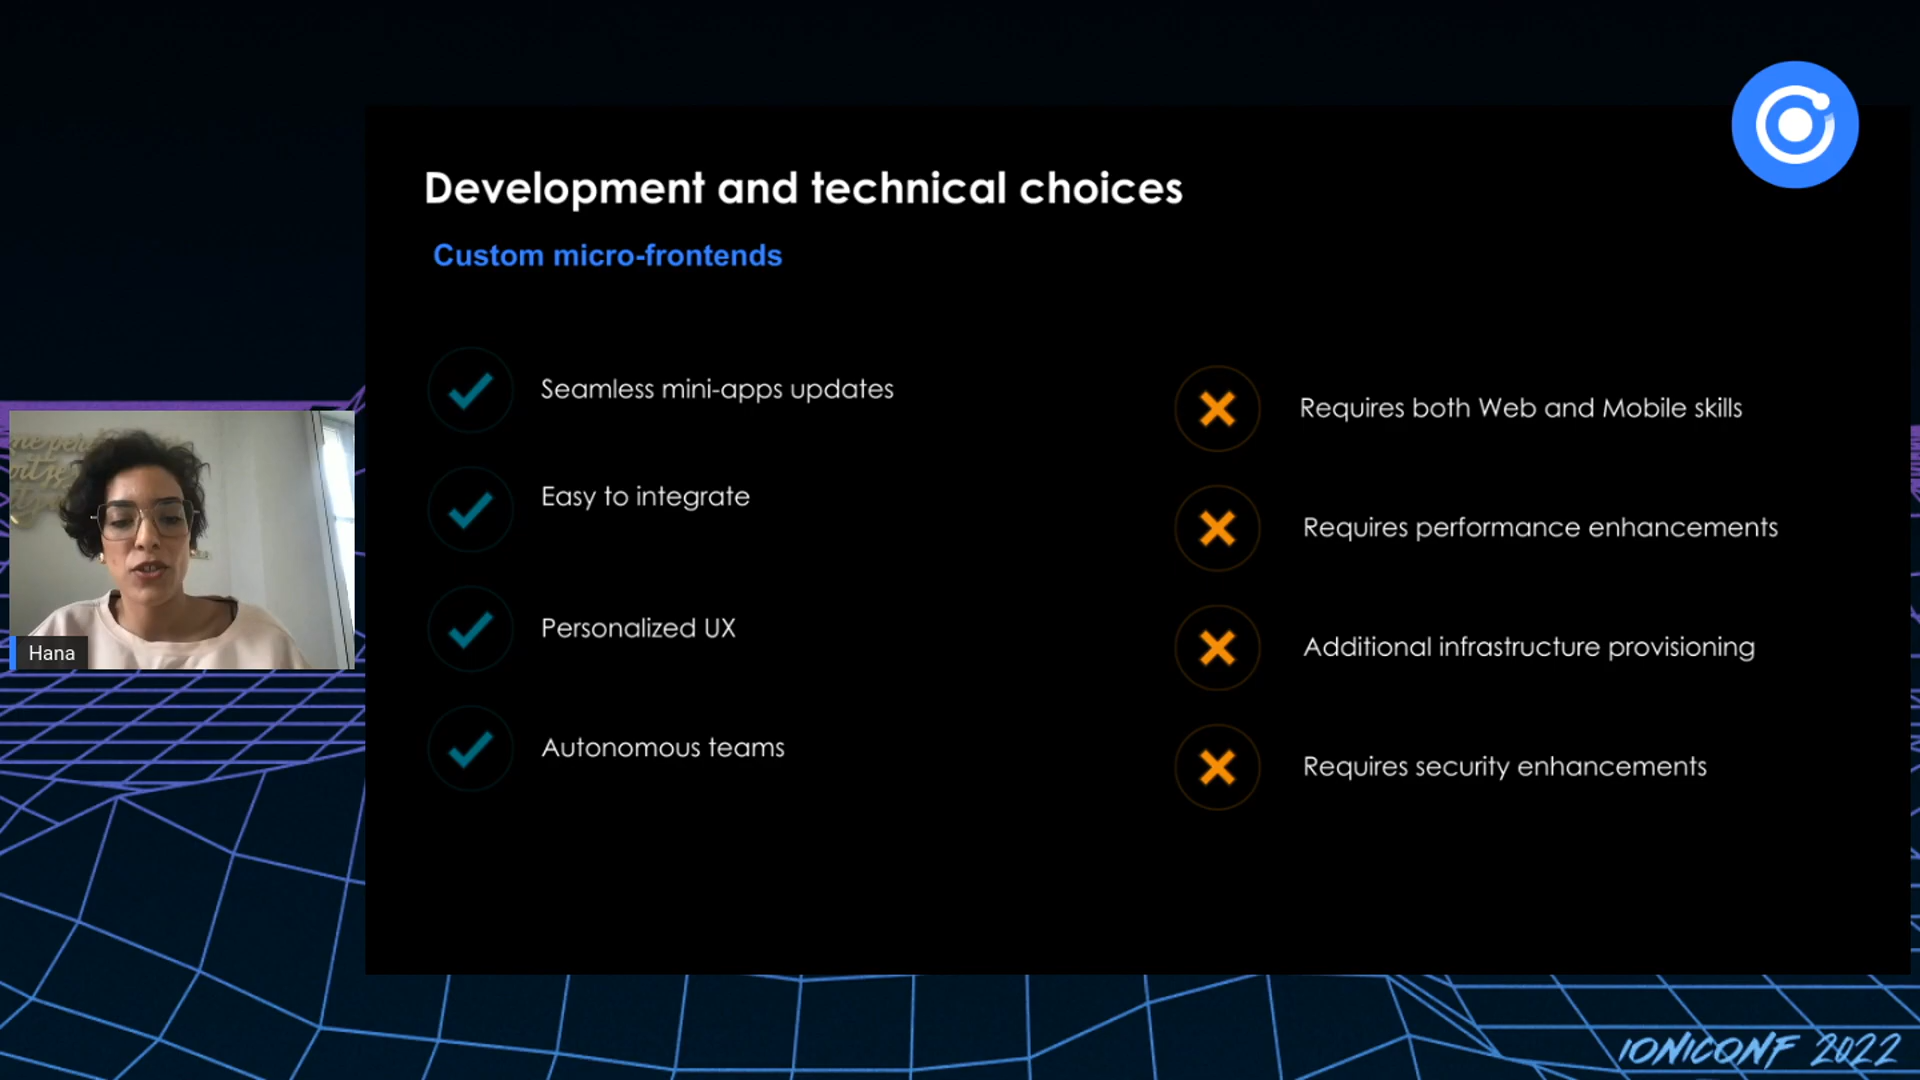 Development and technical choices
Custom micro-frontends
Seamless mini-apps updates
Easy to integrate
Personalized UX
Autonomous teams
Requires both Web and Mobile skills
Requires performance enhancements
Additional infrastructure provisioning
Requires security enhancements
Hana
IONICONF 2022